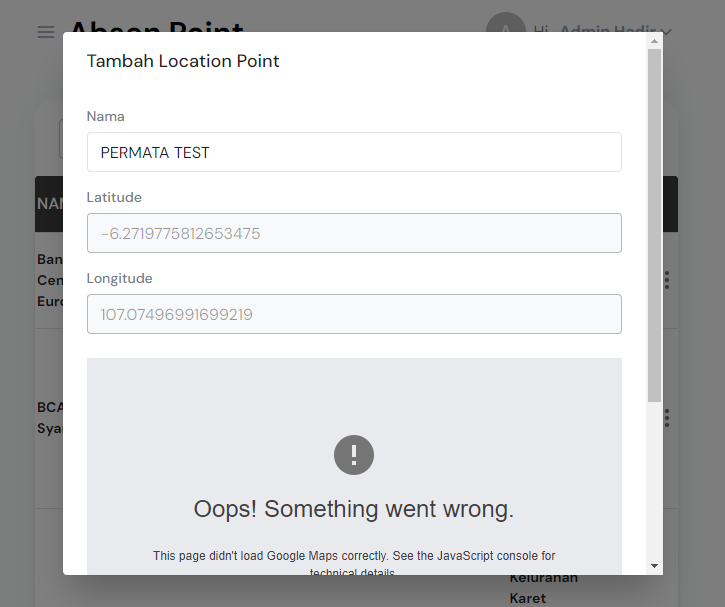 Absen Point
A
Hi, Admin Hadir
Tambah Location Point
Nama
PERMATA TEST
Latitude
-6.2719775812653475
Longitude
107.07496991699219
NAM
Ban
Cen
Euro
BCA
Sya
Oops! Something went wrong.
This page didn't load Google Maps correctly. See the JavaScript console for
technical details.
Kelurahan
Karet